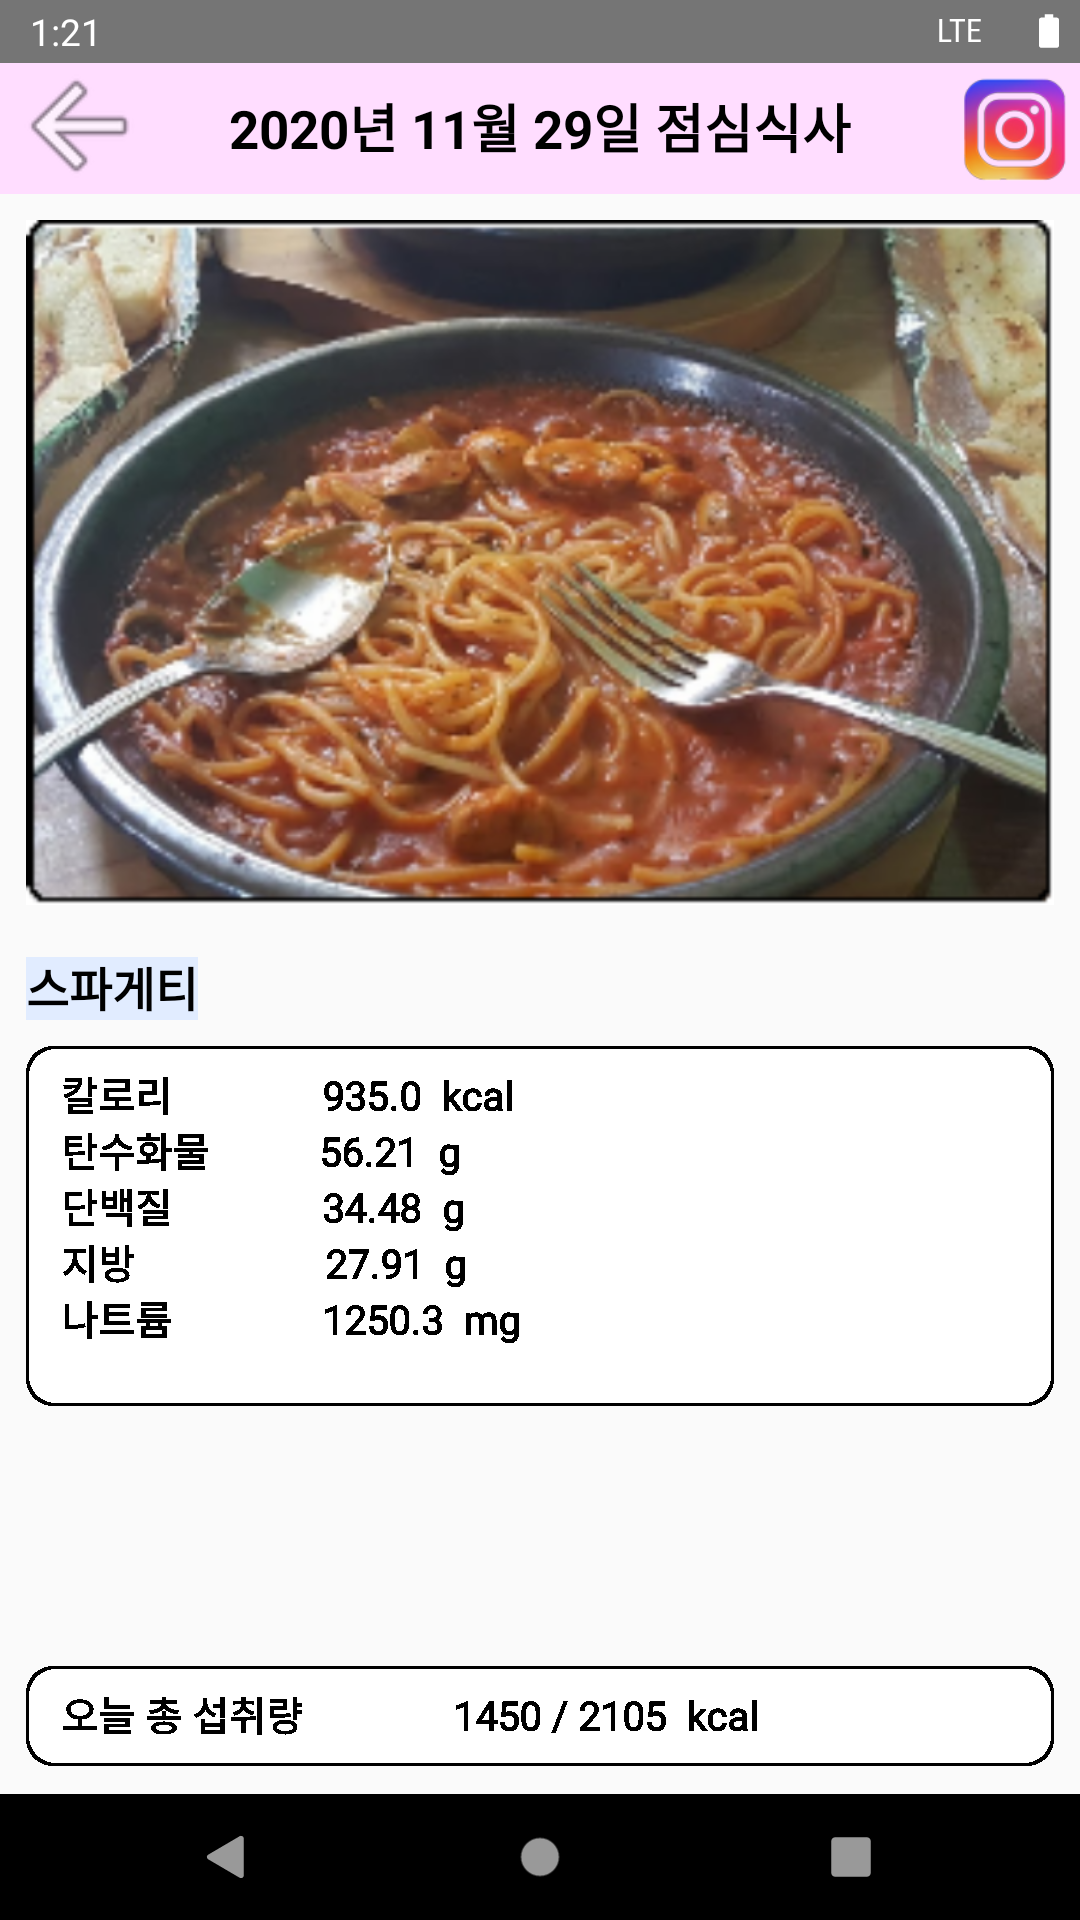 1:21 LTE
2020년 11월 29일 점심식사
스파게티
칼로리 935.0 kcal
탄수화물 56.21 g
단백질 34.48 g
지방 27.91 g
나트륨 1250.3 mg
오늘 총 섭취량 1450 / 2105 kcal